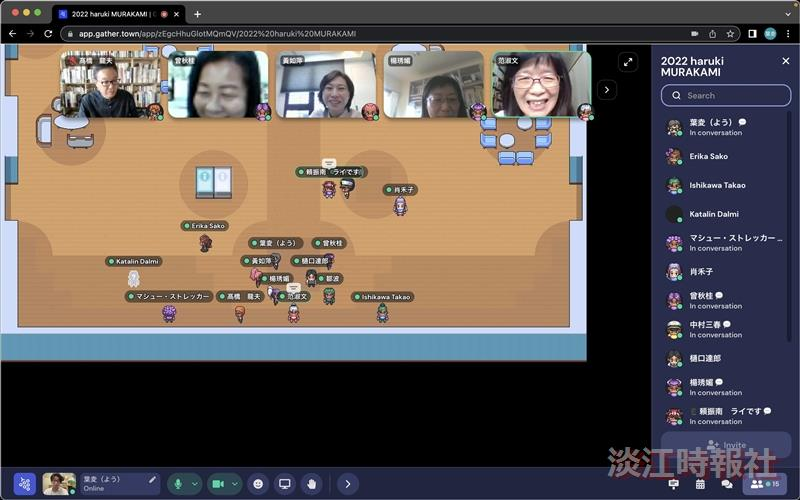 2022 haruki MURAKAMI |
app.gather.town/app/zEgcHhuGlotMQmQV/2022%20haruki%20MURAKAMI
葉夌
髙橋　龍夫
曾秋桂
黃如萍
楊琇媚
范淑文
2022 haruki
MURAKAMI
Search
葉夌（よう）
In conversation
Erika Sako
Ishikawa Takao
Katalin Dalmi
マシュー・ストレッカー ...
In conversation
肖禾子
曾秋桂
In conversation
中村三春
In conversation
樋口達郎
楊琇媚
In conversation
賴振南　ライです
In conversation
Invite
賴振南　ライです
肖禾子
Erika Sako
葉夌（よう）
曾秋桂
Katalin Dalmi
黃如萍
樋口達郎
楊琇媚
鄒波
マシュー・ストレッカー
髙橋　龍夫
范淑文
Ishikawa Takao
淡江時報社
葉夌（よう）
Online
15